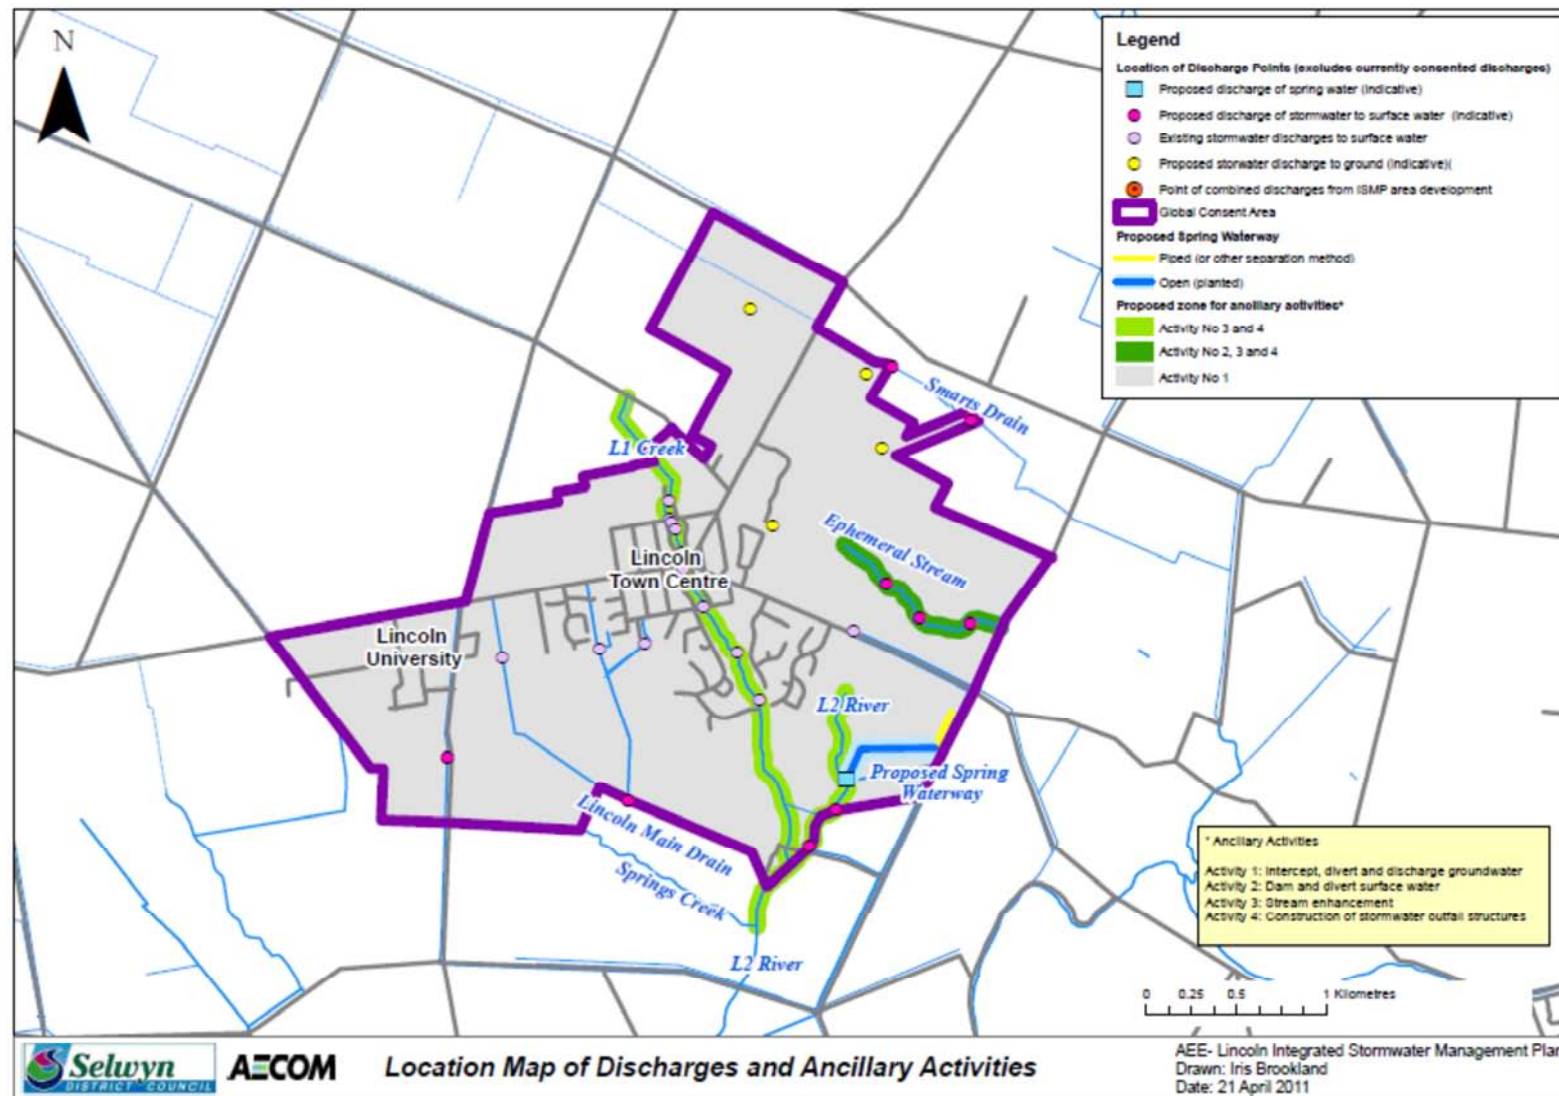 N
Legend
Location of Discharge Points (excludes currently consented discharges)
Proposed discharge of spring water (Indicative)
Proposed discharge of stormwater to surface water (Indicative)
Existing stormwater discharges to surface water
Proposed storwater discharge to ground (Indicative)(
Point of combined discharges from ISMP area development
Global Consent Area
Proposed Spring Waterway
Piped (or other separation method)
Open (planted)
Proposed zone for ancillary activities*
Activity No 3 and 4
Activity No 2, 3 and 4
Activity No 1
Smarts Drain
L1 Creek
Ephemeral Stream
Lincoln
Town Centre
Lincoln
University
L2 River
Proposed Spring
Waterway
Lincoln Main Drain
Springs Creek
L2 River
* Ancillary Activities
Activity 1: Intercept, divert and discharge groundwater
Activity 2: Dam and divert surface water
Activity 3: Stream enhancement
Activity 4: Construction of stormwater outfall structures
0 0.25 0.5 1 Kilometres
Selwyn
DISTRICT COUNCIL
AECOM
Location Map of Discharges and Ancillary Activities
AEE- Lincoln Integrated Stormwater Management Plan
Drawn: Iris Brookland
Date: 21 April 2011